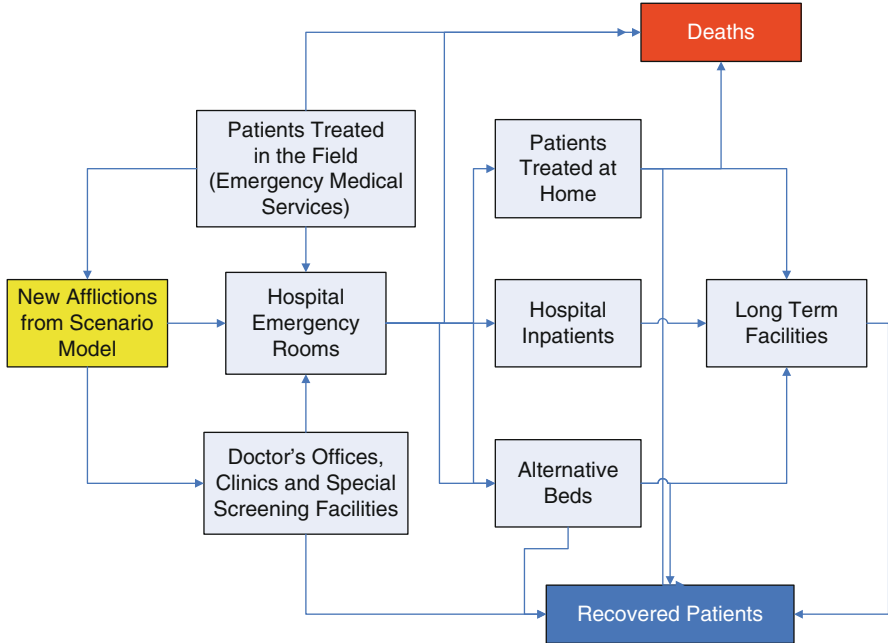 Deaths
Patients Treated
in the Field
(Emergency Medical
Services)
Patients
Treated at
Home
New Afflictions
from Scenario
Model
Hospital
Emergency
Rooms
Hospital
Inpatients
Long Term
Facilities
Doctor's Offices,
Clinics and Special
Screening Facilities
Alternative
Beds
Recovered Patients